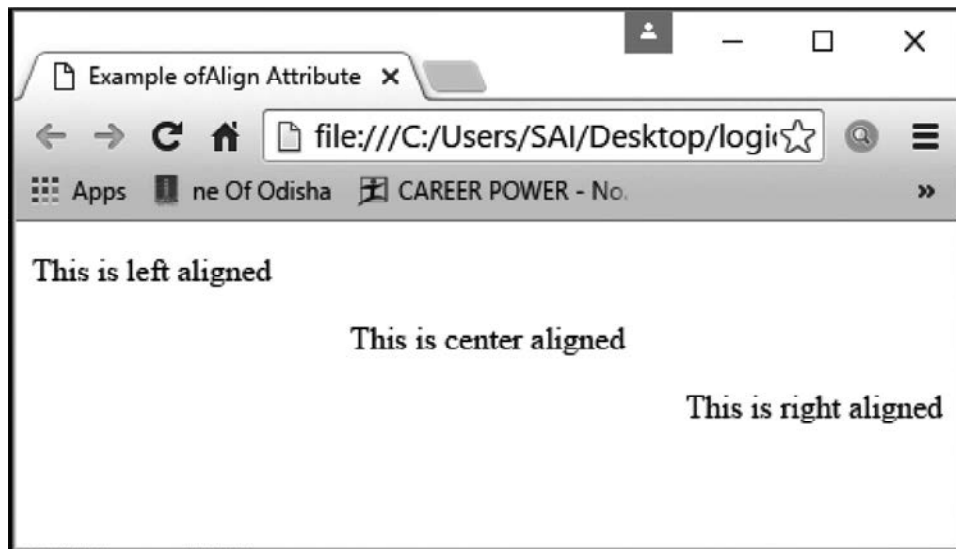 Example ofAlign Attribute
file:///C:/Users/SAI/Desktop/logi
Apps ne Of Odisha CAREER POWER - No.
This is left aligned
This is center aligned
This is right aligned